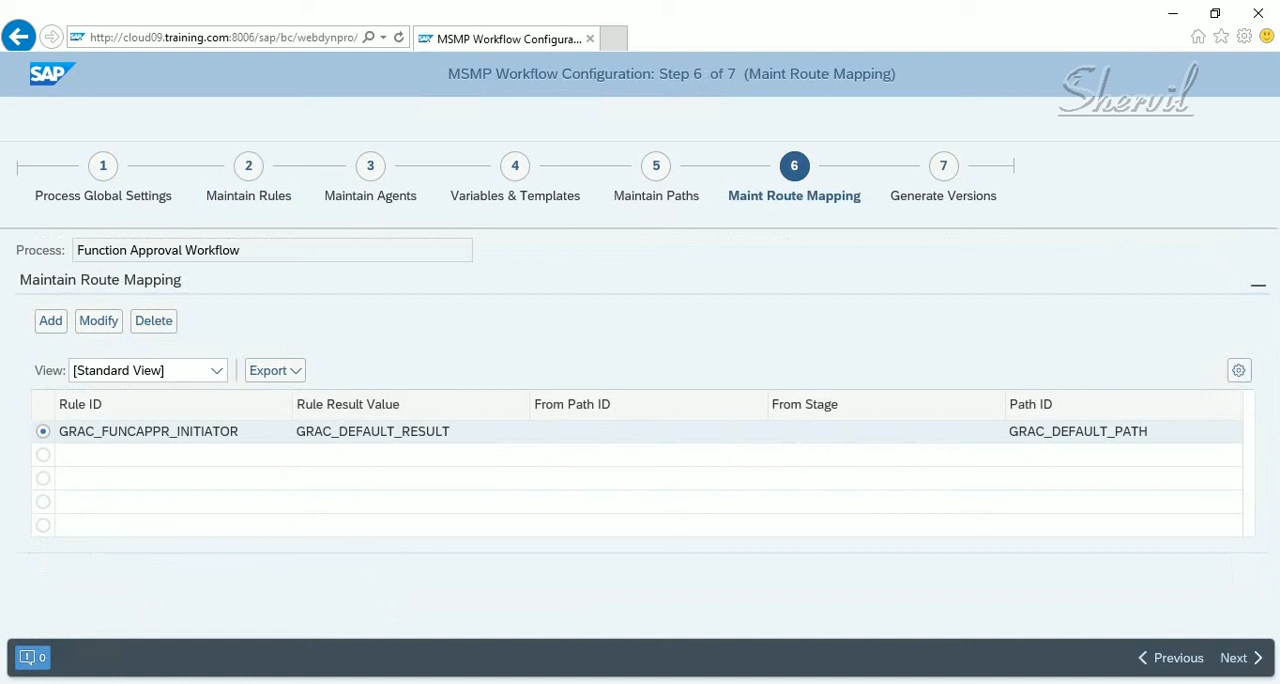 http://cloud09.training.com:8006/sap/bc/webdynpro/
SAP MSMP Workflow Configura...
SAP
MSMP Workflow Configuration: Step 6 of 7 (Maint Route Mapping)
Shervil
1 2 3 4 5 6 7
Process Global Settings Maintain Rules Maintain Agents Variables & Templates Maintain Paths Maint Route Mapping Generate Versions
Process: Function Approval Workflow
Maintain Route Mapping
Add Modify Delete
View: [Standard View] Export
Rule ID Rule Result Value From Path ID From Stage Path ID
GRAC_FUNCAPPR_INITIATOR GRAC_DEFAULT_RESULT GRAC_DEFAULT_PATH
0 Previous Next